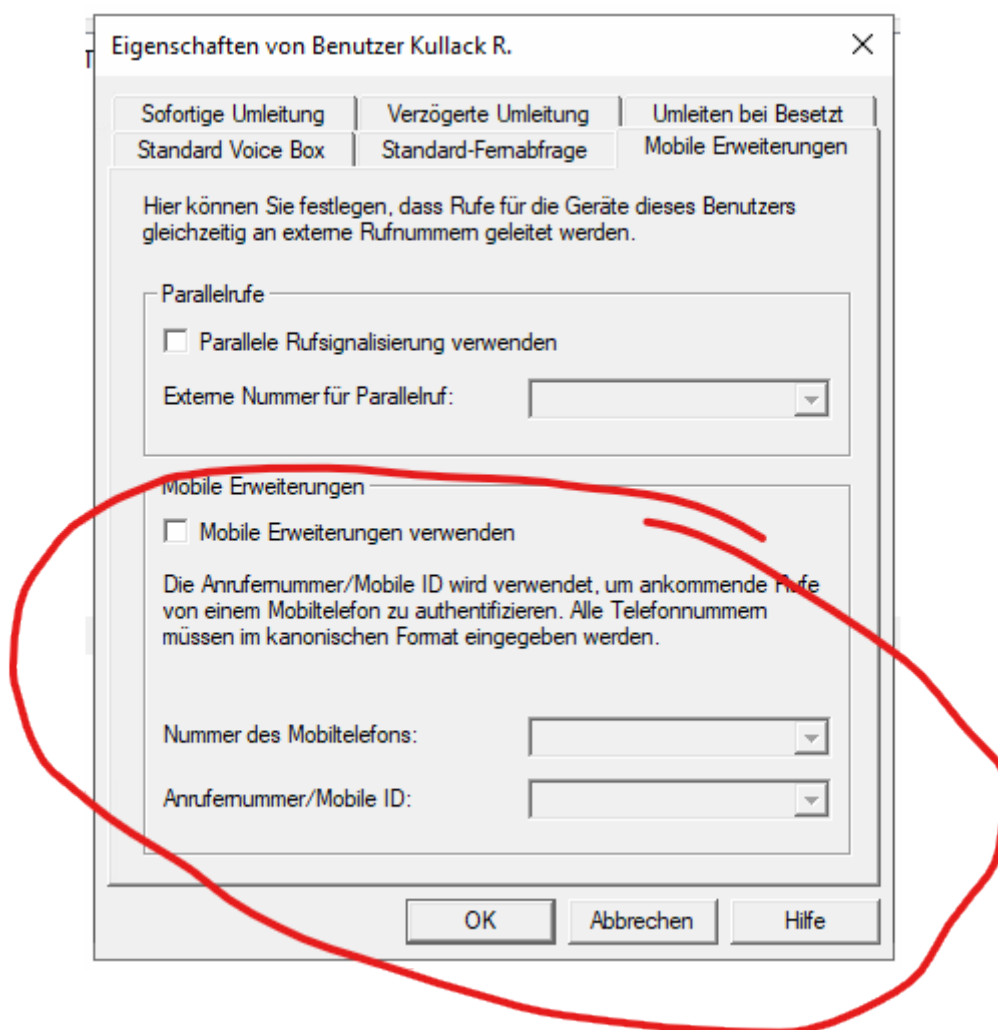 Eigenschaften von Benutzer Kullack R.
Sofortige Umleitung
Verzögerte Umleitung
Umleiten bei Besetzt
Standard Voice Box
Standard-Fernabfrage
Mobile Erweiterungen
Hier können Sie festlegen, dass Rufe für die Geräte dieses Benutzers
gleichzeitig an externe Rufnummern geleitet werden.
Parallelrufe
Parallele Rufsignalisierung verwenden
Externe Nummer für Parallelruf:
Mobile Erweiterungen
Mobile Erweiterungen verwenden
Die Anrufernummer/Mobile ID wird verwendet, um ankommende Rufe
von einem Mobiltelefon zu authentifizieren. Alle Telefonnummern
müssen im kanonischen Format eingegeben werden.
Nummer des Mobiltelefons:
Anrufernummer/Mobile ID:
OK
Abbrechen
Hilfe